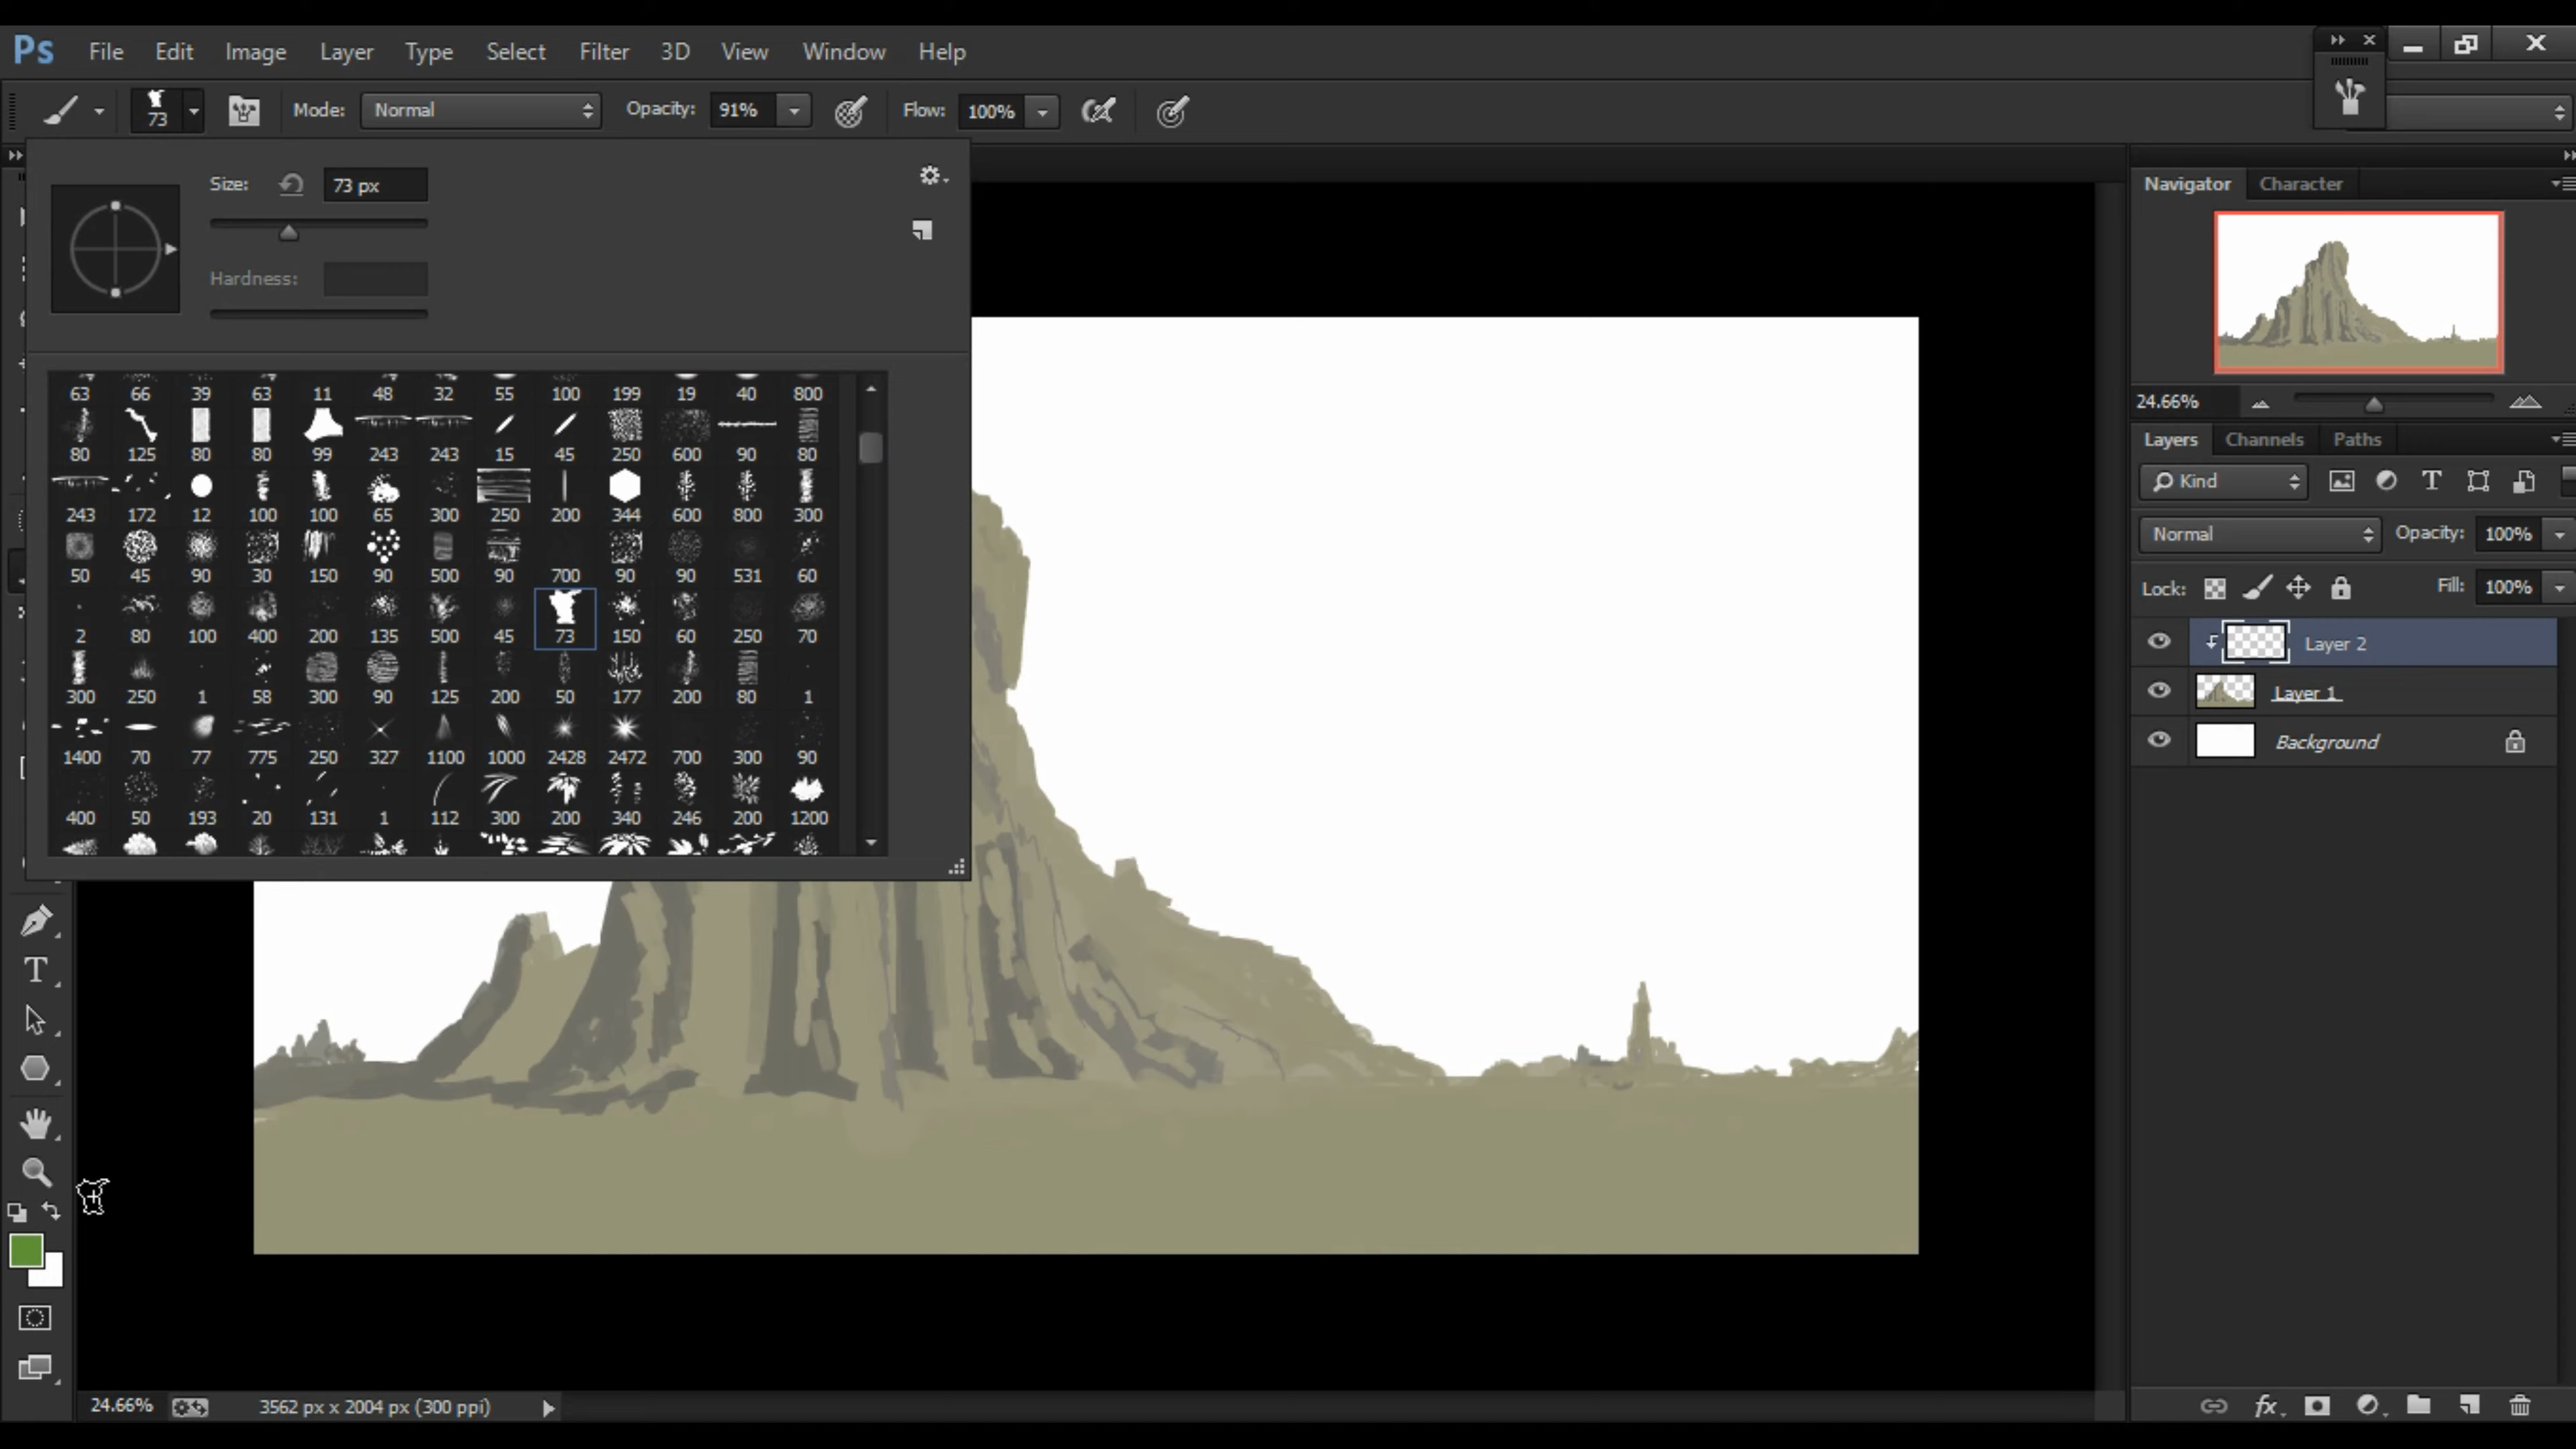 Ps File Edit Image Layer Type Select Filter 3D View Window Help
73 Mode: Normal Opacity: 91% Flow: 100%
Size: 73 px
Hardness:
63 66 39 63 11 48 32 55 100 199 19 40 800
80 125 80 80 99 243 243 15 45 250 600 90 80
243 172 12 100 100 65 300 250 200 344 600 800 300
50 45 90 30 150 90 500 90 700 90 90 531 60
2 80 100 400 200 135 500 45 73 150 60 250 70
300 250 1 58 300 90 125 200 50 177 200 80 1
1400 70 77 775 250 327 1100 1000 2428 2472 700 300 90
400 50 193 20 131 1 112 300 200 340 246 200 1200
24.66% 3562 px x 2004 px (300 ppi)
Navigator Character
24.66%
Layers Channels Paths
Kind
Normal Opacity: 100%
Lock: Fill: 100%
Layer 2
Layer 1
Background
fx